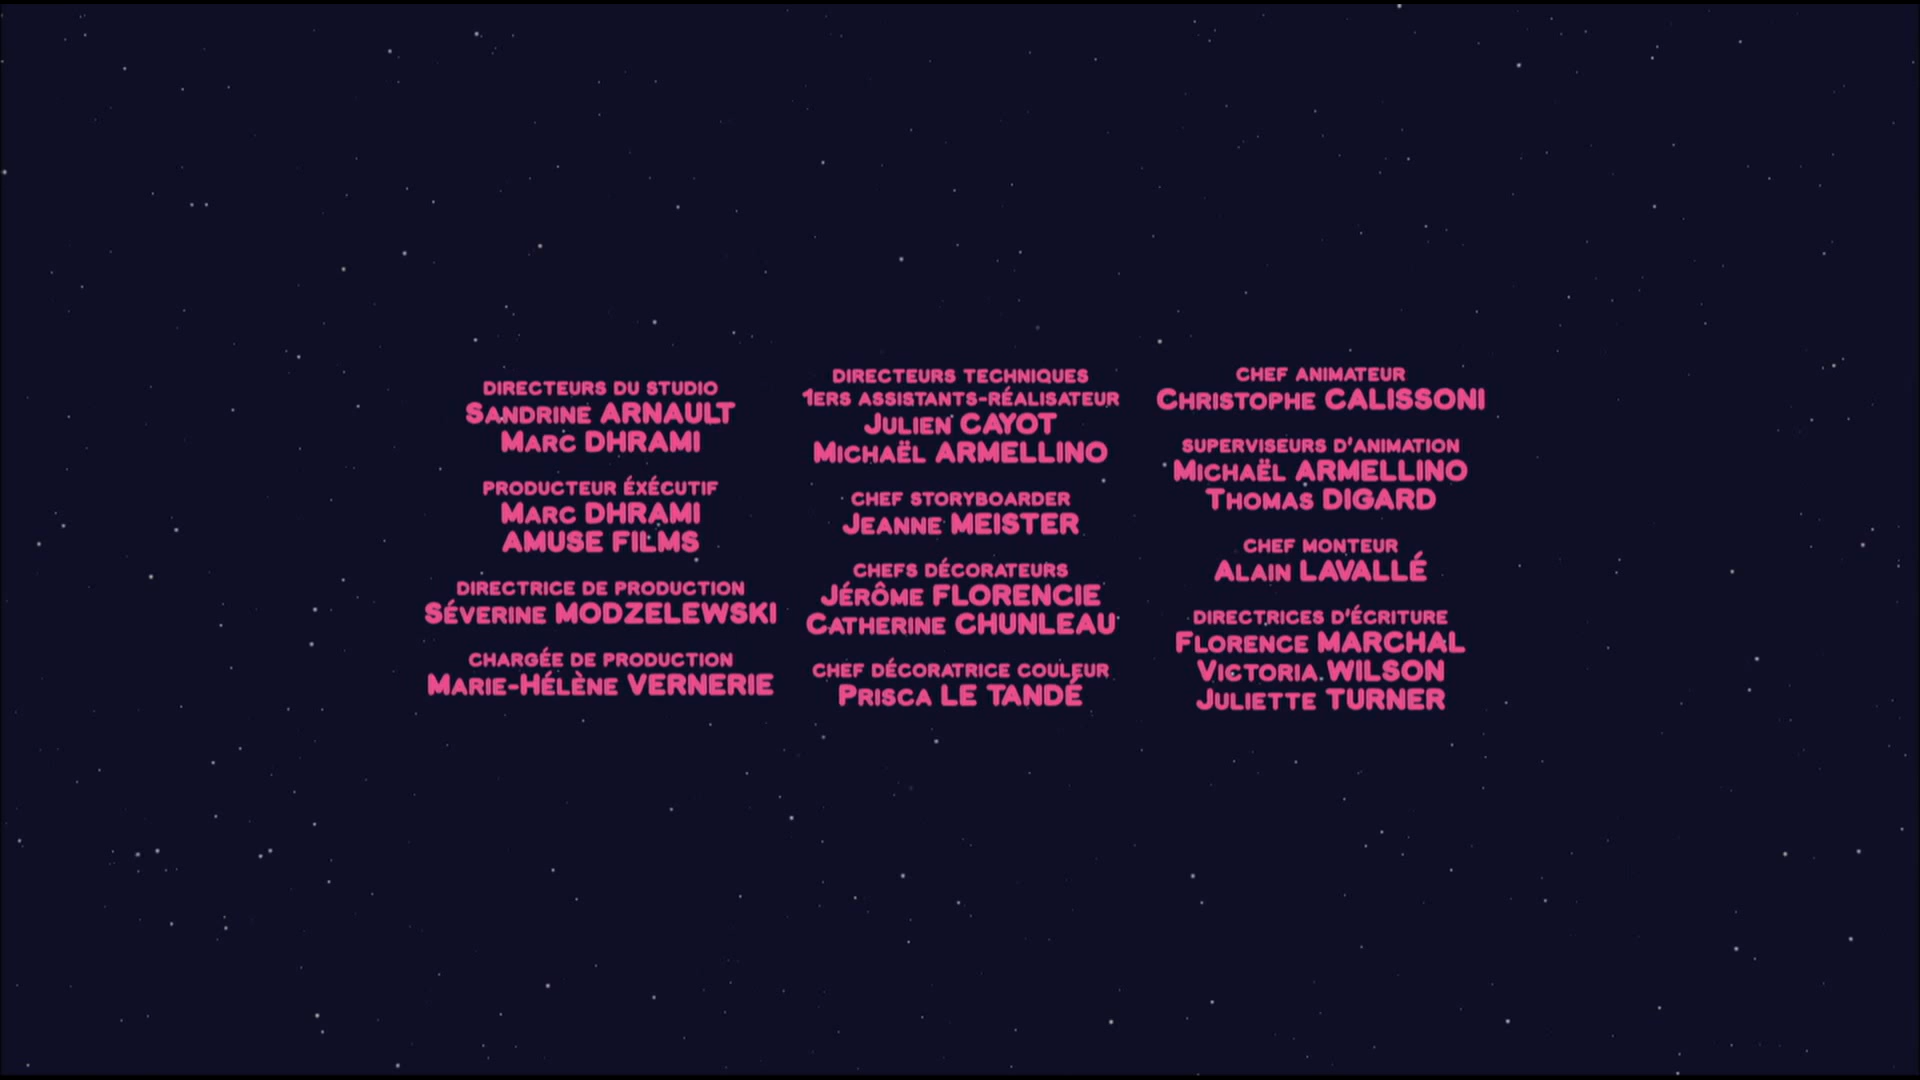 DIRECTEURS DU STUDIO
SANDRINE ARNAULT
MARC DHRAMI
PRODUCTEUR ÉXÉCUTIF
MARC DHRAMI
AMUSE FILMS
DIRECTRICE DE PRODUCTION
SÉVERINE MODZELEWSKI
CHARGÉE DE PRODUCTION
MARIE-HÉLÈNE VERNERIE
DIRECTEURS TECHNIQUES
1ERS ASSISTANTS-RÉALISATEUR
JULIEN CAYOT
MICHAËL ARMELLINO
CHEF STORYBOARDER
JEANNE MEISTER
CHEFS DÉCORATEURS
JÉRÔME FLORENCIE
CATHERINE CHUNLEAU
CHEF DÉCORATRICE COULEUR
PRISCA LE TANDÉ
CHEF ANIMATEUR
CHRISTOPHE CALISSONI
SUPERVISEURS D'ANIMATION
MICHAËL ARMELLINO
THOMAS DIGARD
CHEF MONTEUR
ALAIN LAVALLÉ
DIRECTRICES D'ÉCRITURE
FLORENCE MARCHAL
VICTORIA WILSON
JULIETTE TURNER